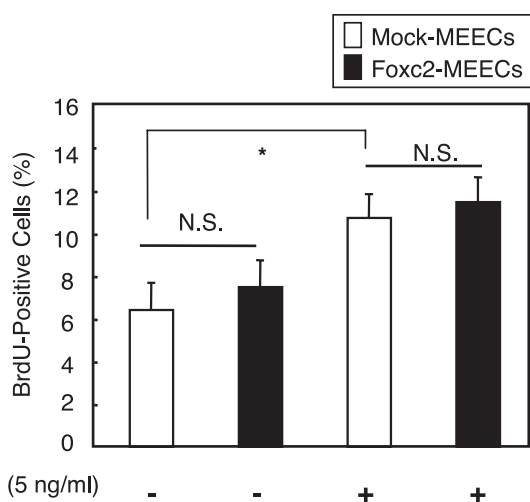 Mock-MEECs
Foxc2-MEECs
BrdU-Positive Cells (%)
16
14
12
10
8
6
4
2
0
*
N.S.
N.S.
(5 ng/ml) - - + +